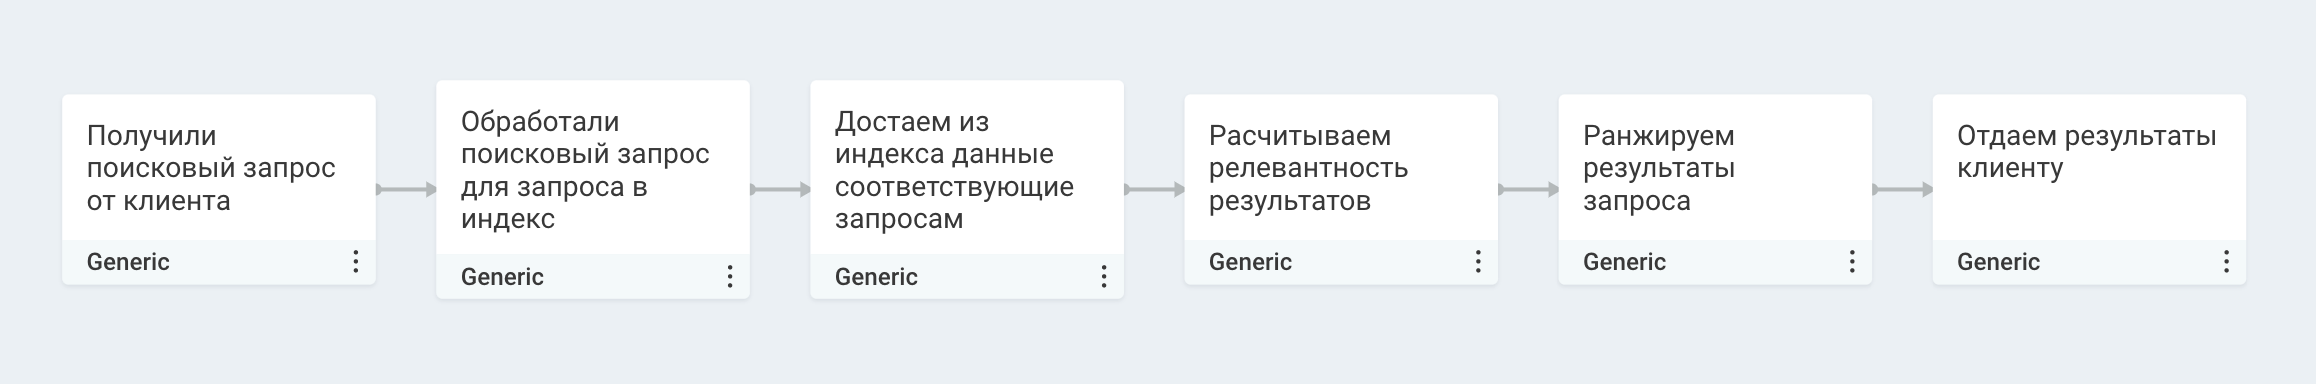 Получили
поисковый запрос
от клиента
Generic
Обработали
поисковый запрос
для запроса в
индекс
Generic
Достаем из
индекса данные
соответствующие
запросам
Generic
Расчитываем
релевантность
результатов
Generic
Ранжируем
результаты
запроса
Generic
Отдаем результаты
клиенту
Generic